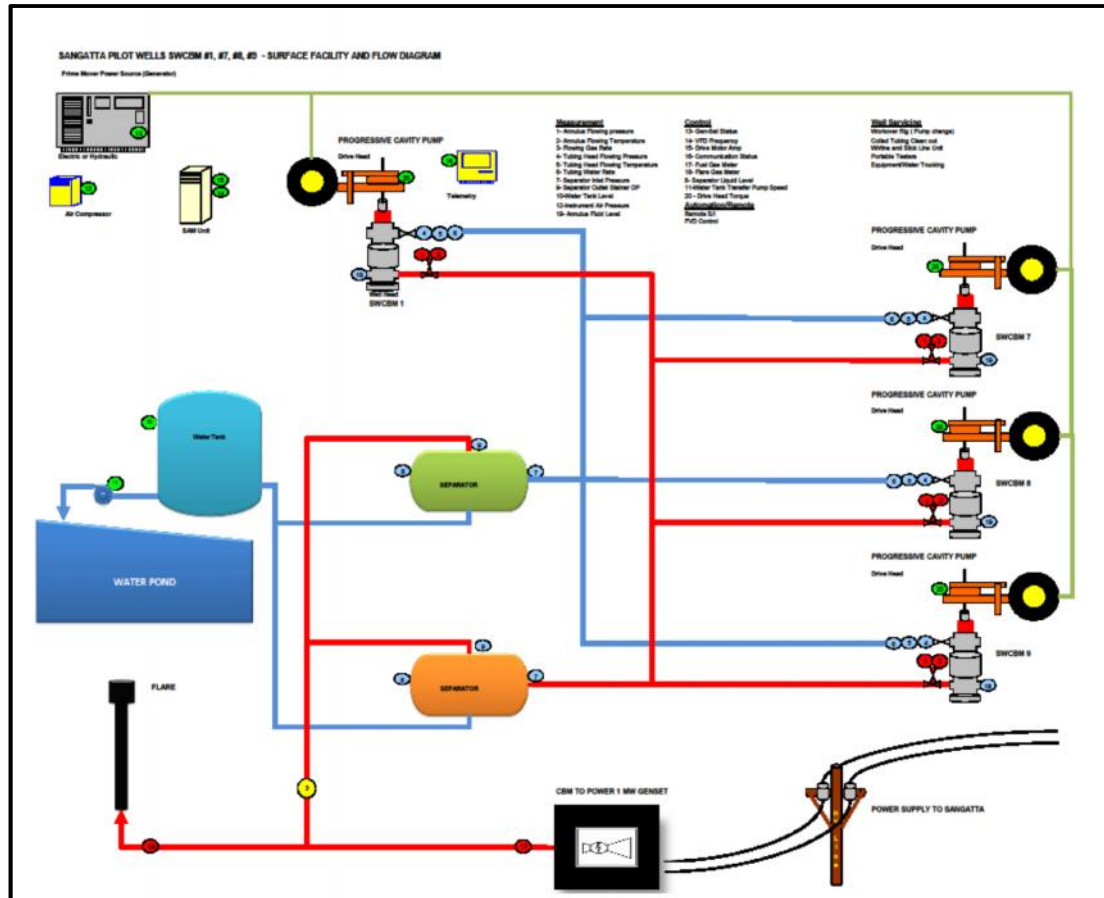 SANGATTA PILOT WELLS SWCBM #1, #7, #8, #9 - SURFACE FACILITY AND FLOW DIAGRAM
Prime Mover Power Source (Generator)
Electric or Hydraulic
Air Compressor
SAM Unit
PROGRESSIVE CAVITY PUMP
Drive Head
Telemetry
Well Head
SWCBM 1
Measurement
1- Annulus Flowing pressure
2- Annulus Flowing Temperature
3- Flowing Gas Rate
4- Tubing Head Flowing Pressure
5- Tubing Head Flowing Temperature
6- Tubing Water Rate
7- Separator Inlet Pressure
9- Separator Outlet Stainer DP
10-Water Tank Level
12-Instrument Air Pressure
19- Annulus Fluid Level
Control
13- Gen-Set Status
14- VFD Frequency
15- Drive Motor Amp
16- Communication Status
17- Fuel Gas Meter
18- Flare Gas Meter
8- Separator Liquid Level
11-Water Tank Transfer Pump Speed
20 - Drive Head Torque
Automation/Remote
Remote S/I
FVD Control
Well Servicing
Workover Rig ( Pump change)
Coiled Tubing Clean out
Wirline and Slick Line Unit
Portable Testers
Equipment/Water Trucking
PROGRESSIVE CAVITY PUMP
Drive Head
SWCBM 7
PROGRESSIVE CAVITY PUMP
Drive Head
SWCBM 8
PROGRESSIVE CAVITY PUMP
Drive Head
SWCBM 9
Water Tank
WATER POND
SEPARATOR
SEPARATOR
FLARE
3
CBM TO POWER 1 MW GENSET
POWER SUPPLY TO SANGATTA